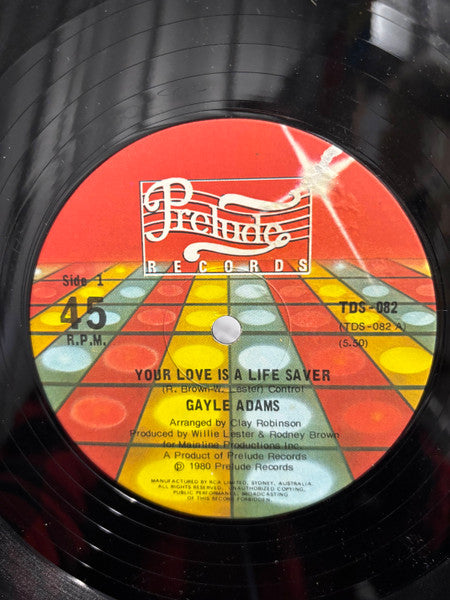 Prelude
RECORDS
Side 1
45
R.P.M.
TDS-082
(TDS-082 A)
(5.50)
YOUR LOVE IS A LIFE SAVER
(R. Brown-W. Lester) Control
GAYLE ADAMS
Arranged by Clay Robinson
Produced by Willie Lester & Rodney Brown
for Mainline Productions Inc.
A Product of Prelude Records
℗ 1980 Prelude Records
MANUFACTURED BY RCA LIMITED, SYDNEY, AUSTRALIA.
ALL RIGHTS RESERVED. UNAUTHORIZED COPYING,
PUBLIC PERFORMANCE, BROADCASTING
OF THIS RECORD FORBIDDEN.